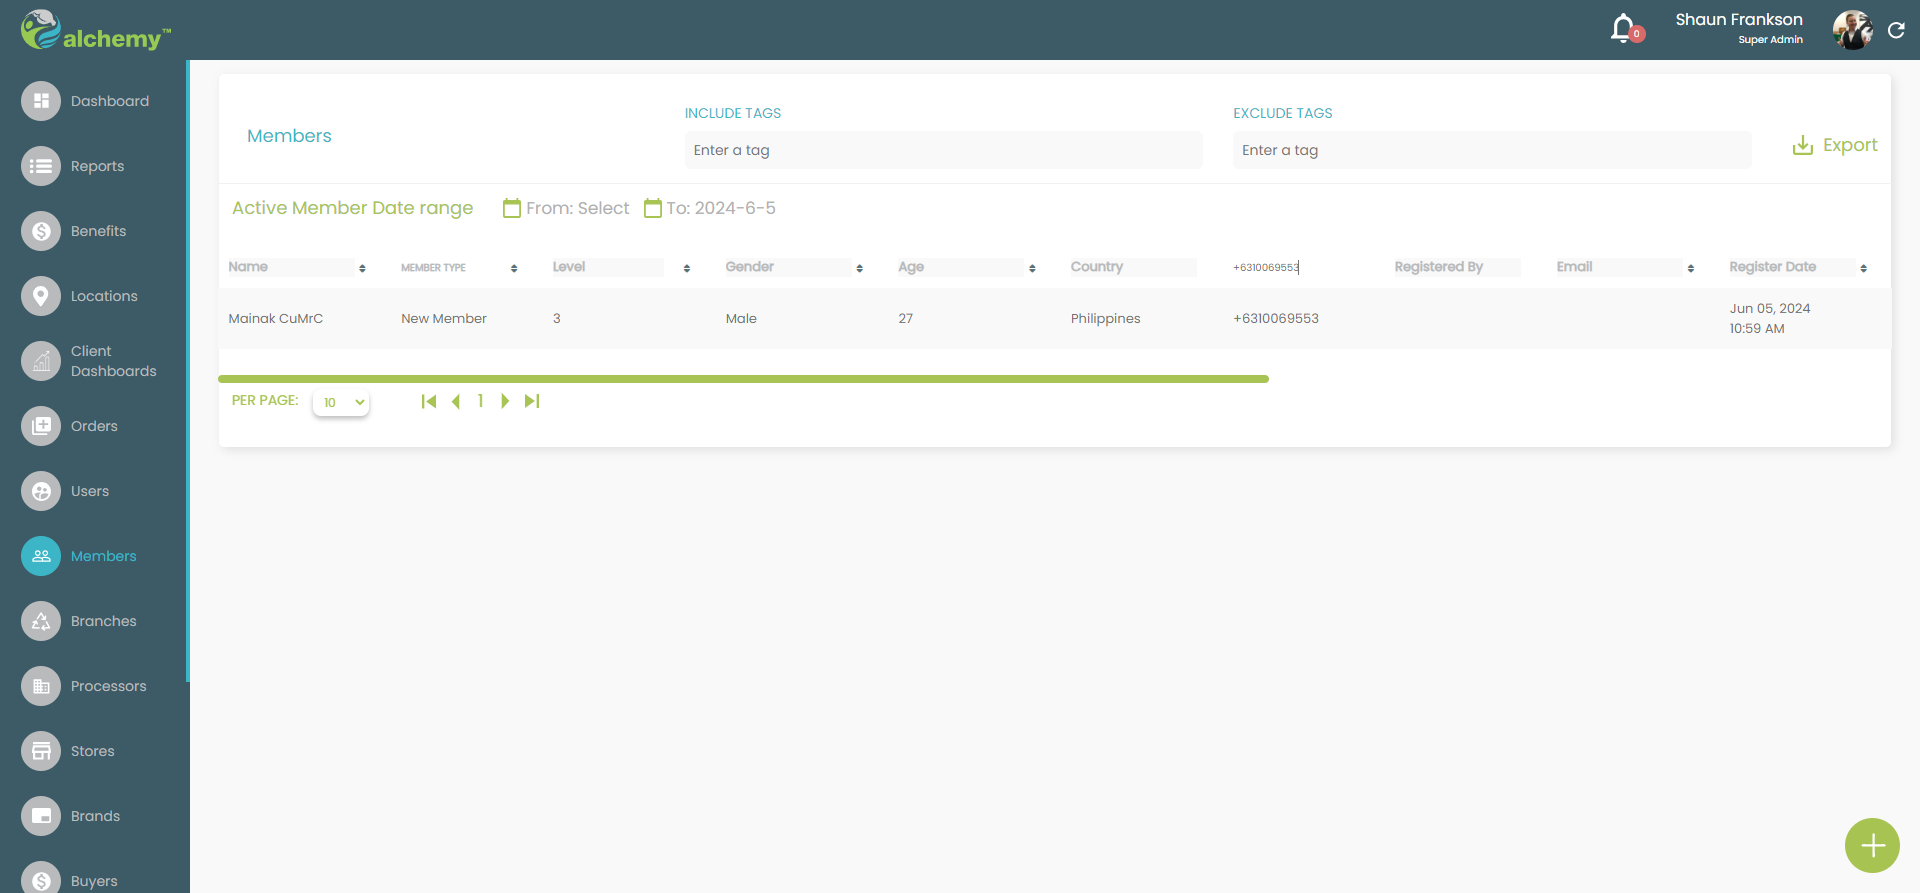 alchemy™
0
Shaun Frankson
Super Admin
Dashboard
Reports
Benefits
Locations
Client
Dashboards
Orders
Users
Members
Branches
Processors
Stores
Brands
Buyers
Members
INCLUDE TAGS
Enter a tag
EXCLUDE TAGS
Enter a tag
Export
Active Member Date range
From: Select
To: 2024-6-5
Name MEMBER TYPE Level Gender Age Country +6310069553 Registered By Email Register Date
Mainak CuMrC New Member 3 Male 27 Philippines +6310069553 Jun 05, 2024
10:59 AM
PER PAGE: 10 1